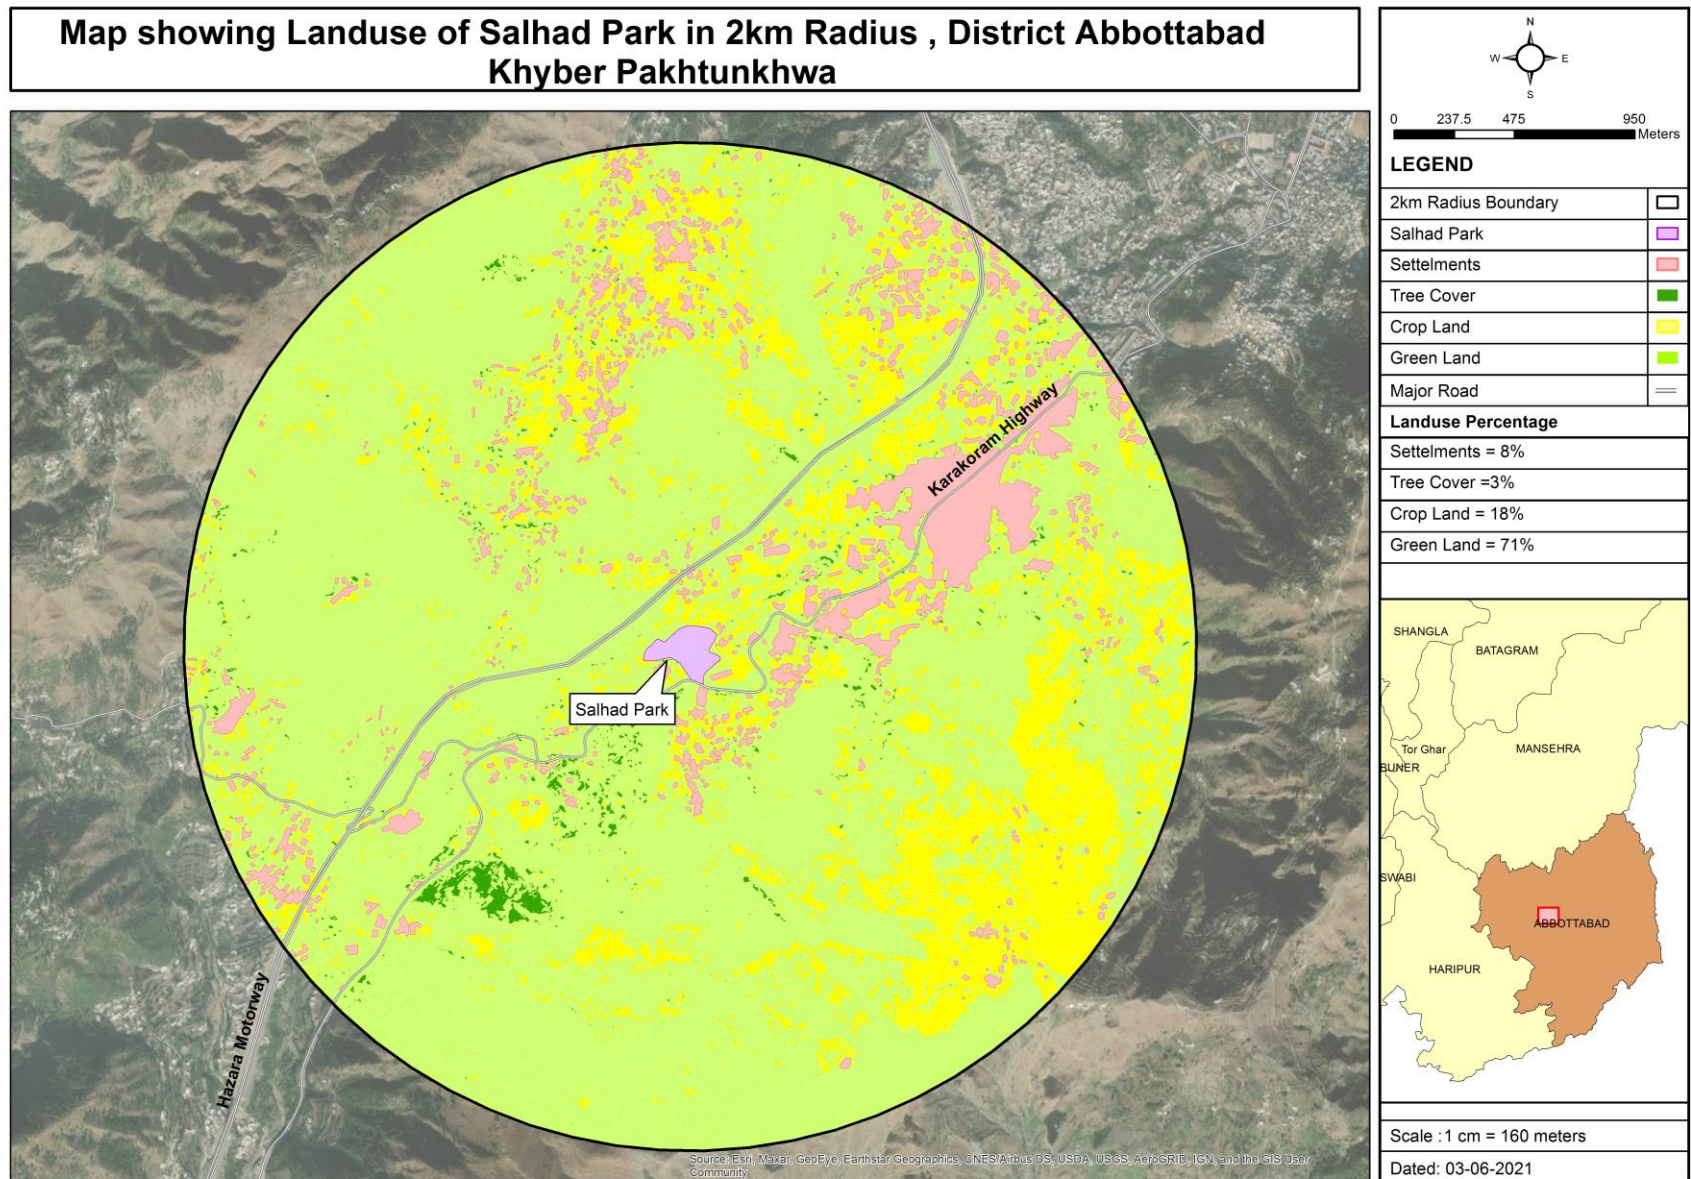 Map showing Landuse of Salhad Park in 2km Radius , District Abbottabad
Khyber Pakhtunkhwa
N
W
E
S
0 237.5 475 950
Meters
LEGEND
2km Radius Boundary
Salhad Park
Settelments
Tree Cover
Crop Land
Green Land
Major Road
Landuse Percentage
Settelments = 8%
Tree Cover =3%
Crop Land = 18%
Green Land = 71%
Karakoram Highway
Salhad Park
Hazara Motorway
Source: Esri, Maxar, GeoEye, Earthstar Geographics, CNES/Airbus DS, USDA, USGS, AeroGRID, IGN, and the GIS User
Community
SHANGLA
BATAGRAM
Tor Ghar
MANSEHRA
BUNER
SWABI
ABBOTTABAD
HARIPUR
Scale :1 cm = 160 meters
Dated: 03-06-2021